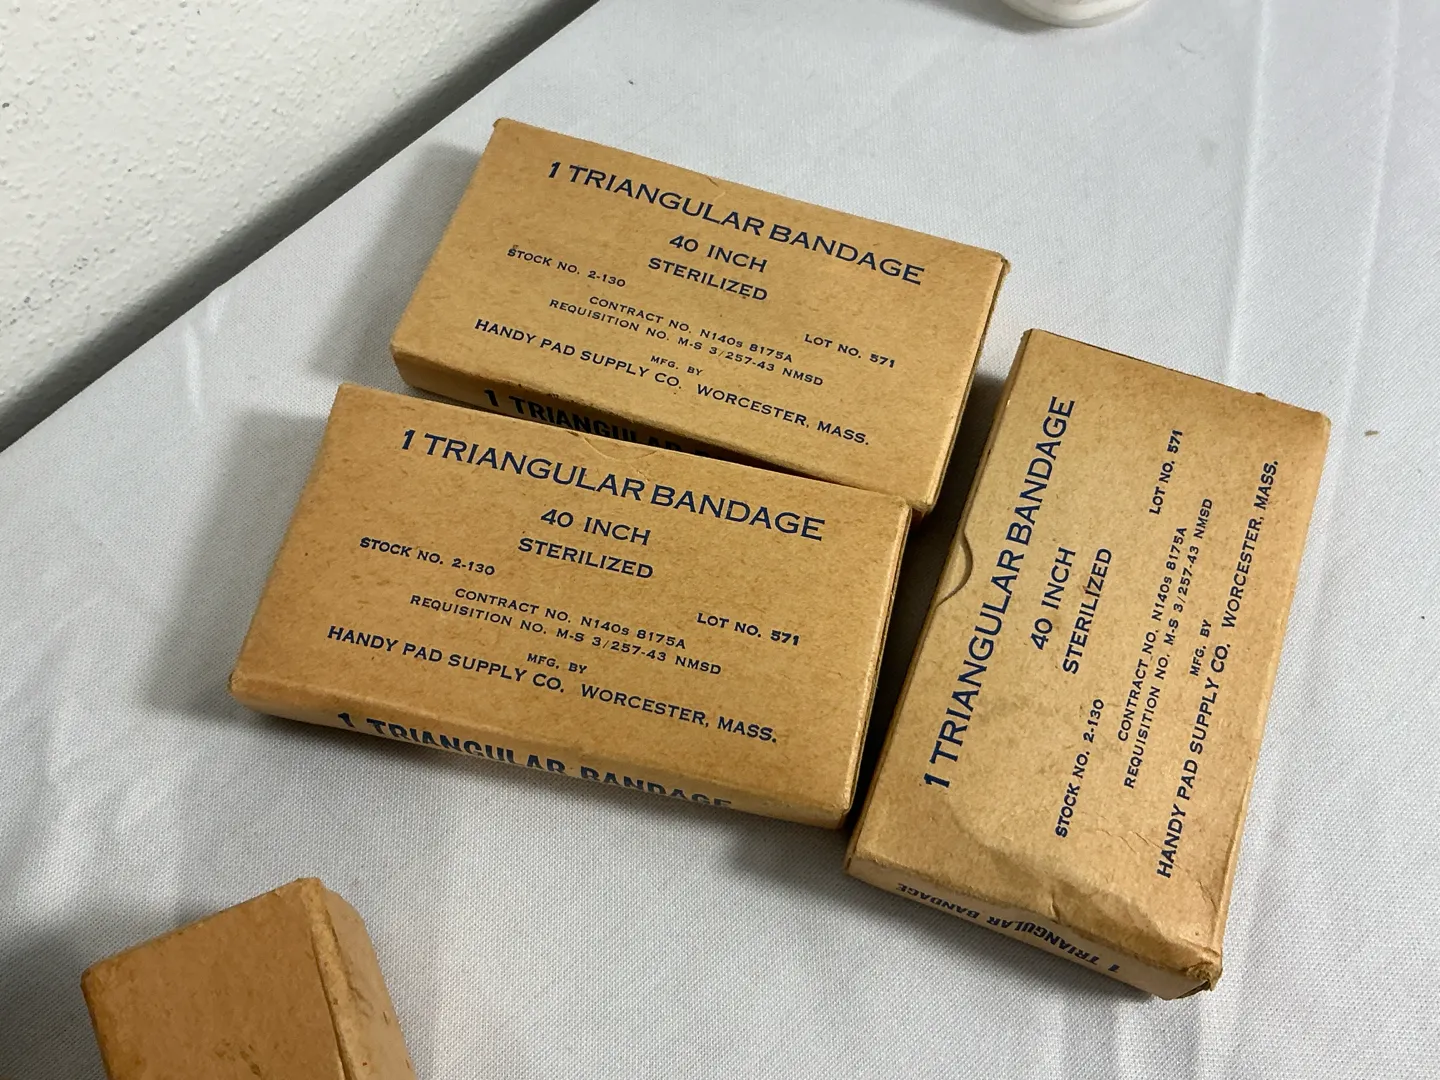 1 TRIANGULAR BANDAGE
40 INCH
STERILIZED
STOCK NO. 2-130
CONTRACT NO. N140s 8175A
LOT NO. 571
REQUISITION NO. M-S 3/257-43 NMSD
MFG. BY
HANDY PAD SUPPLY CO. WORCESTER, MASS.
1 TRIANGULAR
1 TRIANGULAR BANDAGE
40 INCH
STERILIZED
STOCK NO. 2-130
CONTRACT NO. N140s 8175A
LOT NO. 571
REQUISITION NO. M-S 3/257-43 NMSD
MFG. BY
HANDY PAD SUPPLY CO. WORCESTER, MASS.
1 TRIANGULAR BANDAGE
1 TRIANGULAR BANDAGE
40 INCH
STERILIZED
STOCK NO. 2-130
LOT NO. 571
CONTRACT NO. N140s 8175A
REQUISITION NO. M-S 3/257-43 NMSD
MFG. BY
HANDY PAD SUPPLY CO. WORCESTER, MASS.
1 TRIANGULAR BANDAGE